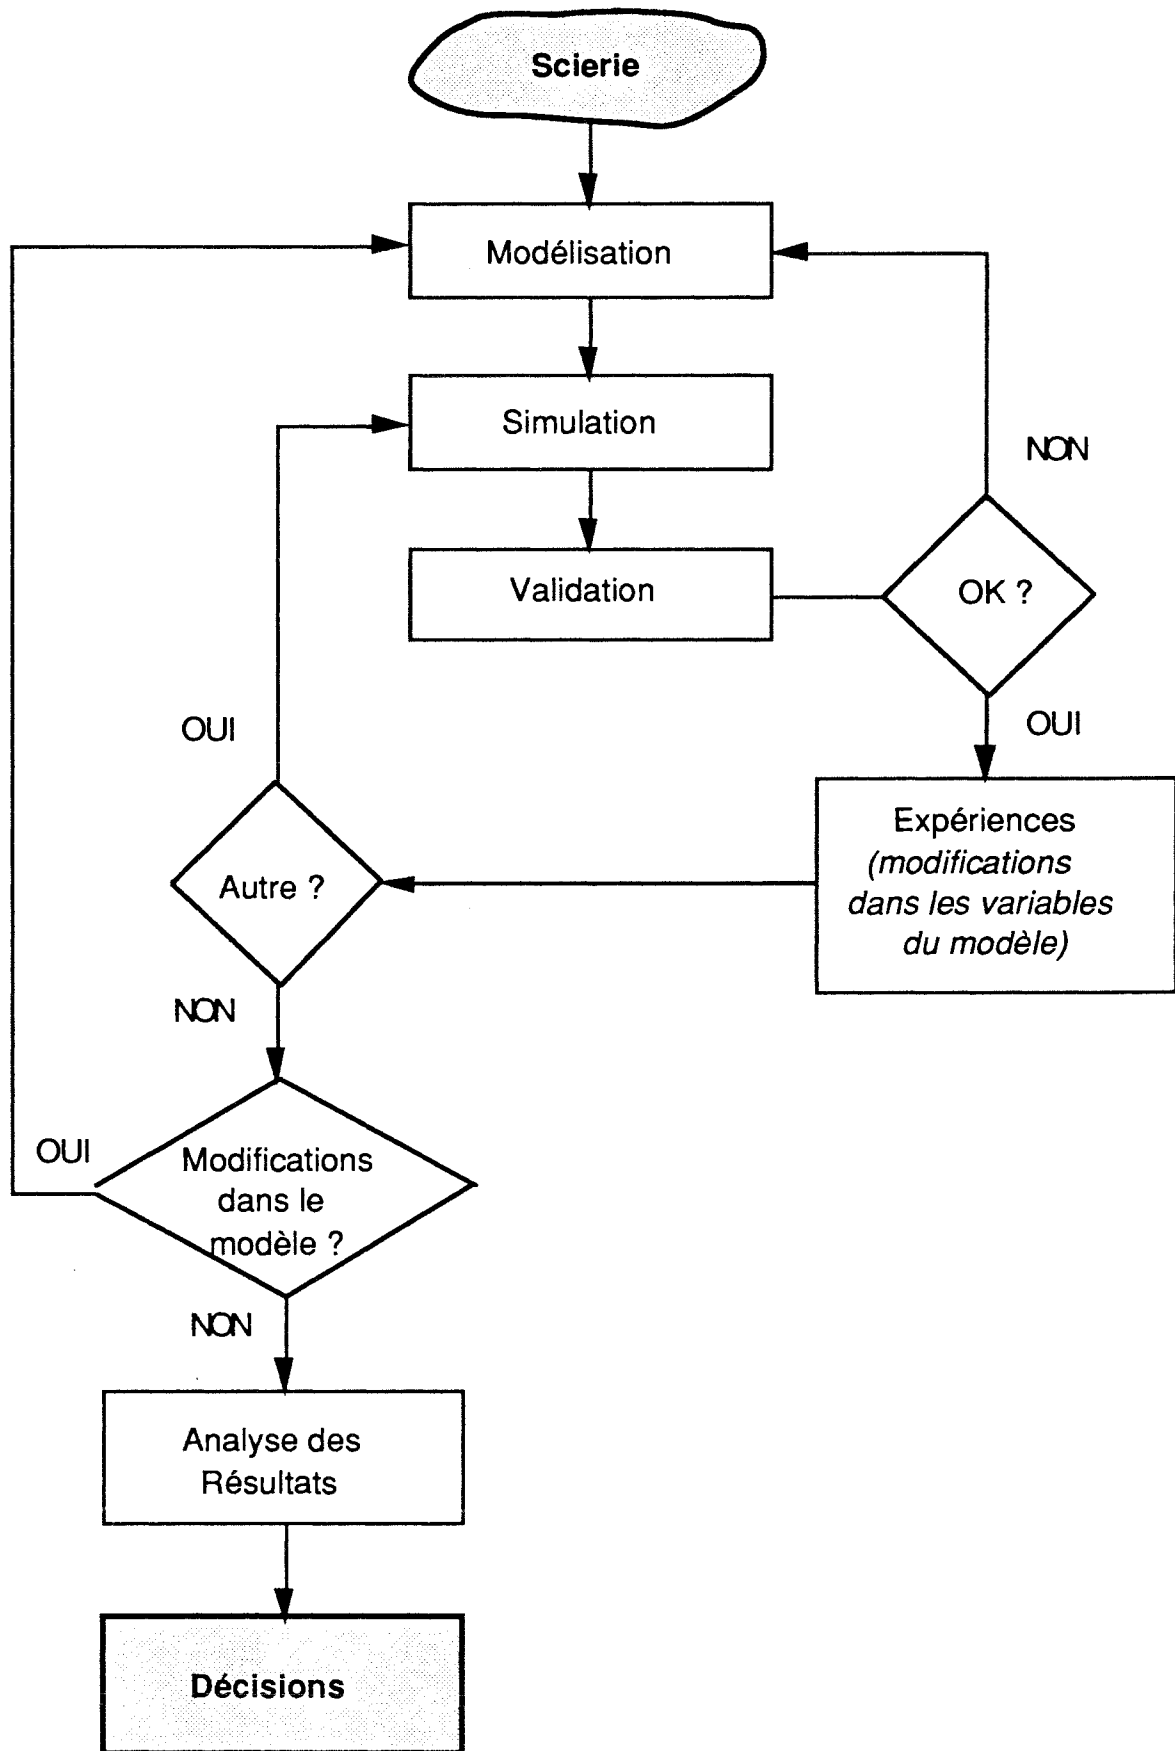 Scierie
Modélisation
Simulation
NON
Validation
OK ?
OUI
OUI
Expériences
(modifications
dans les variables
du modèle)
Autre ?
NON
OUI
Modifications
dans le
modèle ?
NON
Analyse des
Résultats
Décisions